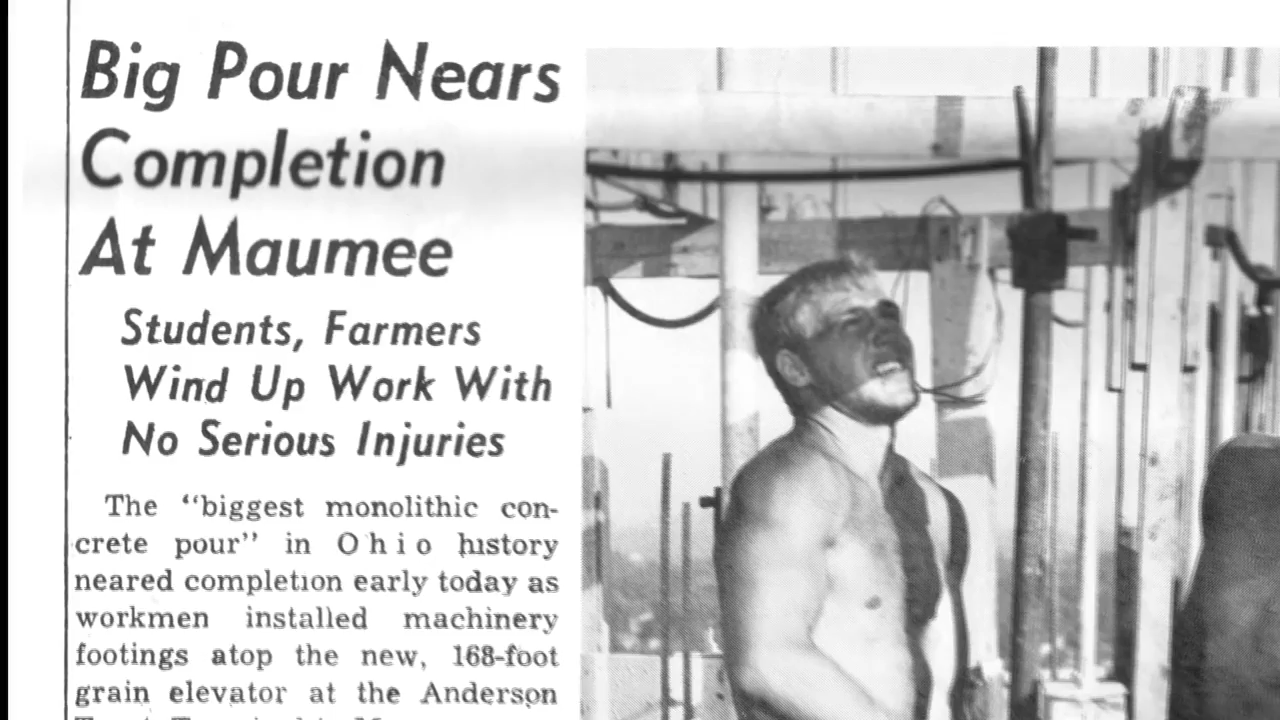 Big Pour Nears
Completion
At Maumee
Students, Farmers
Wind Up Work With
No Serious Injuries
The "biggest monolithic con-
crete pour" in Ohio history
neared completion early today as
workmen installed machinery
footings atop the new, 168-foot
grain elevator at the Anderson